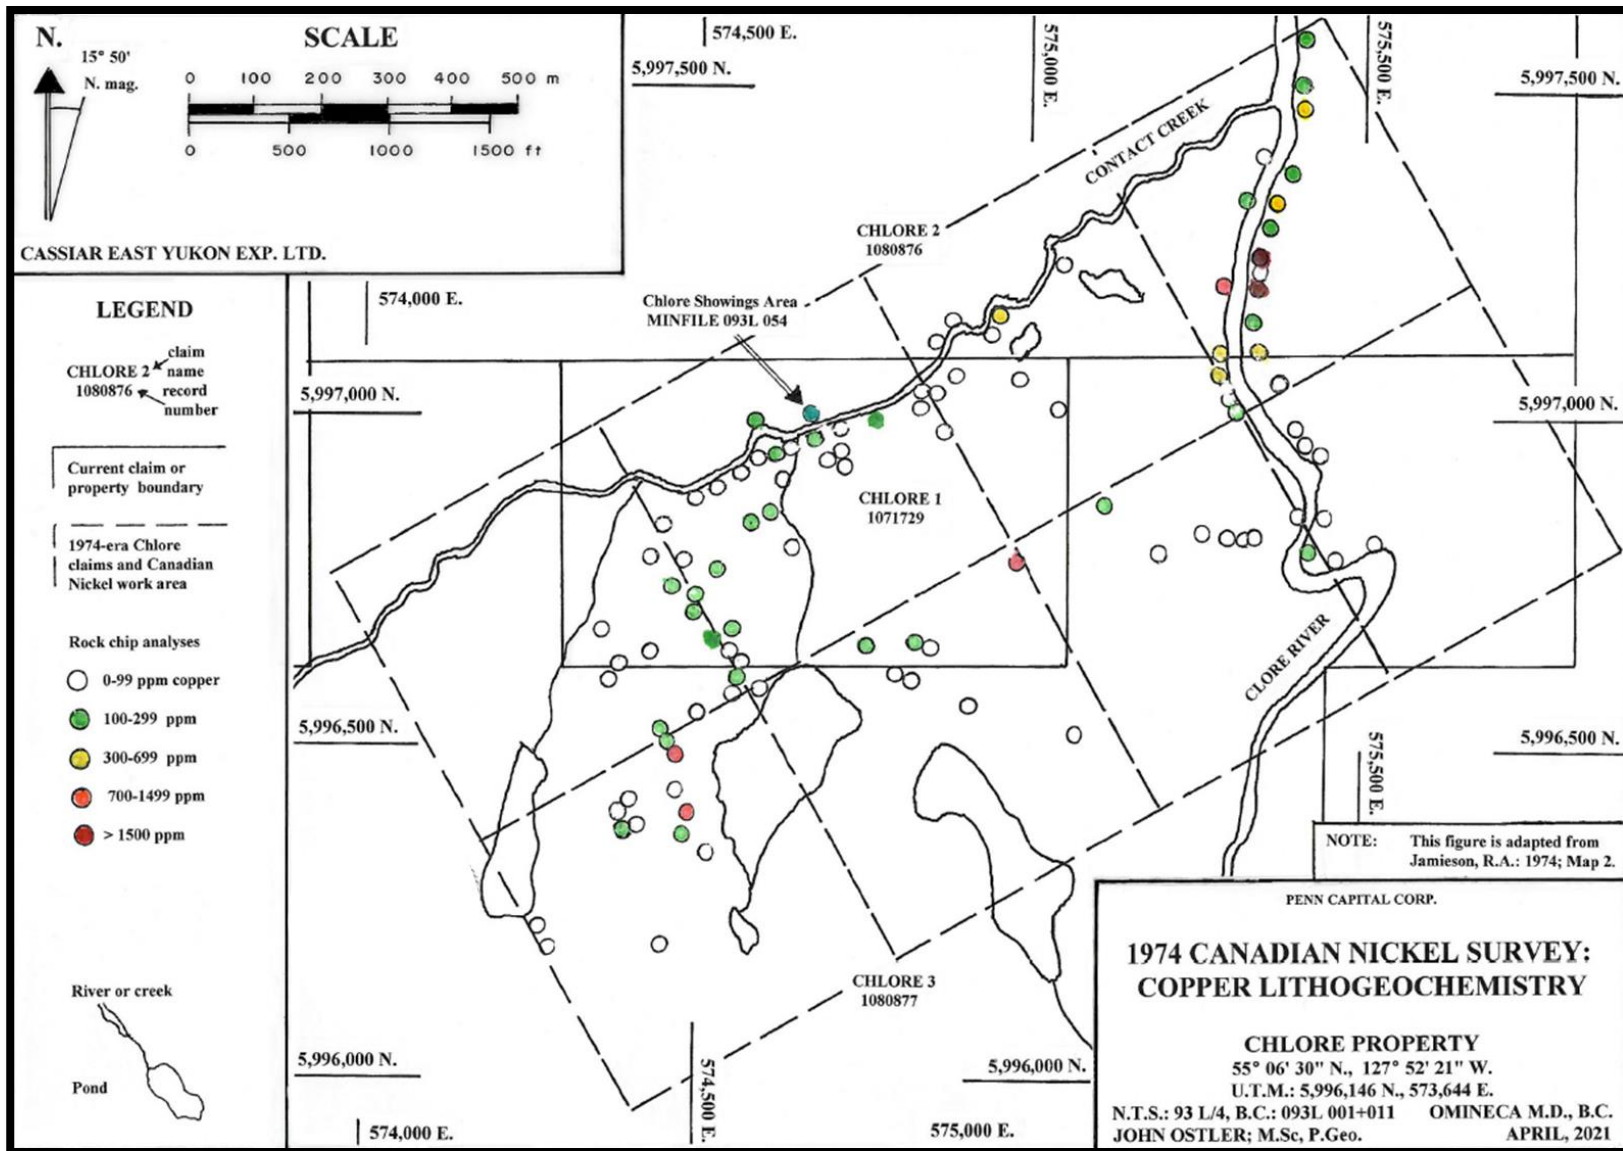 N.
15° 50'
N. mag.
SCALE
0 100 200 300 400 500 m
0 500 1000 1500 ft
CASSIAR EAST YUKON EXP. LTD.
574,500 E.
5,997,500 N.
575,000 E.
575,500 E.
5,997,500 N.
CONTACT CREEK
CHLORE 2
1080876
574,000 E.
Chlore Showings Area
MINFILE 093L 054
LEGEND
claim
CHLORE 2 name
1080876 record
number
5,997,000 N.
5,997,000 N.
Current claim or
property boundary
CHLORE 1
1071729
1974-era Chlore
claims and Canadian
Nickel work area
Rock chip analyses
0-99 ppm copper
100-299 ppm
300-699 ppm
700-1499 ppm
> 1500 ppm
CLORE RIVER
5,996,500 N.
5,996,500 N.
575,500 E.
NOTE: This figure is adapted from
Jamieson, R.A.: 1974; Map 2.
PENN CAPITAL CORP.
1974 CANADIAN NICKEL SURVEY:
COPPER LITHOGEOCHEMISTRY
CHLORE 3
1080877
River or creek
Pond
5,996,000 N.
574,500 E.
5,996,000 N.
574,000 E.
575,000 E.
CHLORE PROPERTY
55° 06' 30" N., 127° 52' 21" W.
U.T.M.: 5,996,146 N., 573,644 E.
N.T.S.: 93 L/4, B.C.: 093L 001+011 OMINECA M.D., B.C.
JOHN OSTLER; M.Sc, P.Geo. APRIL, 2021